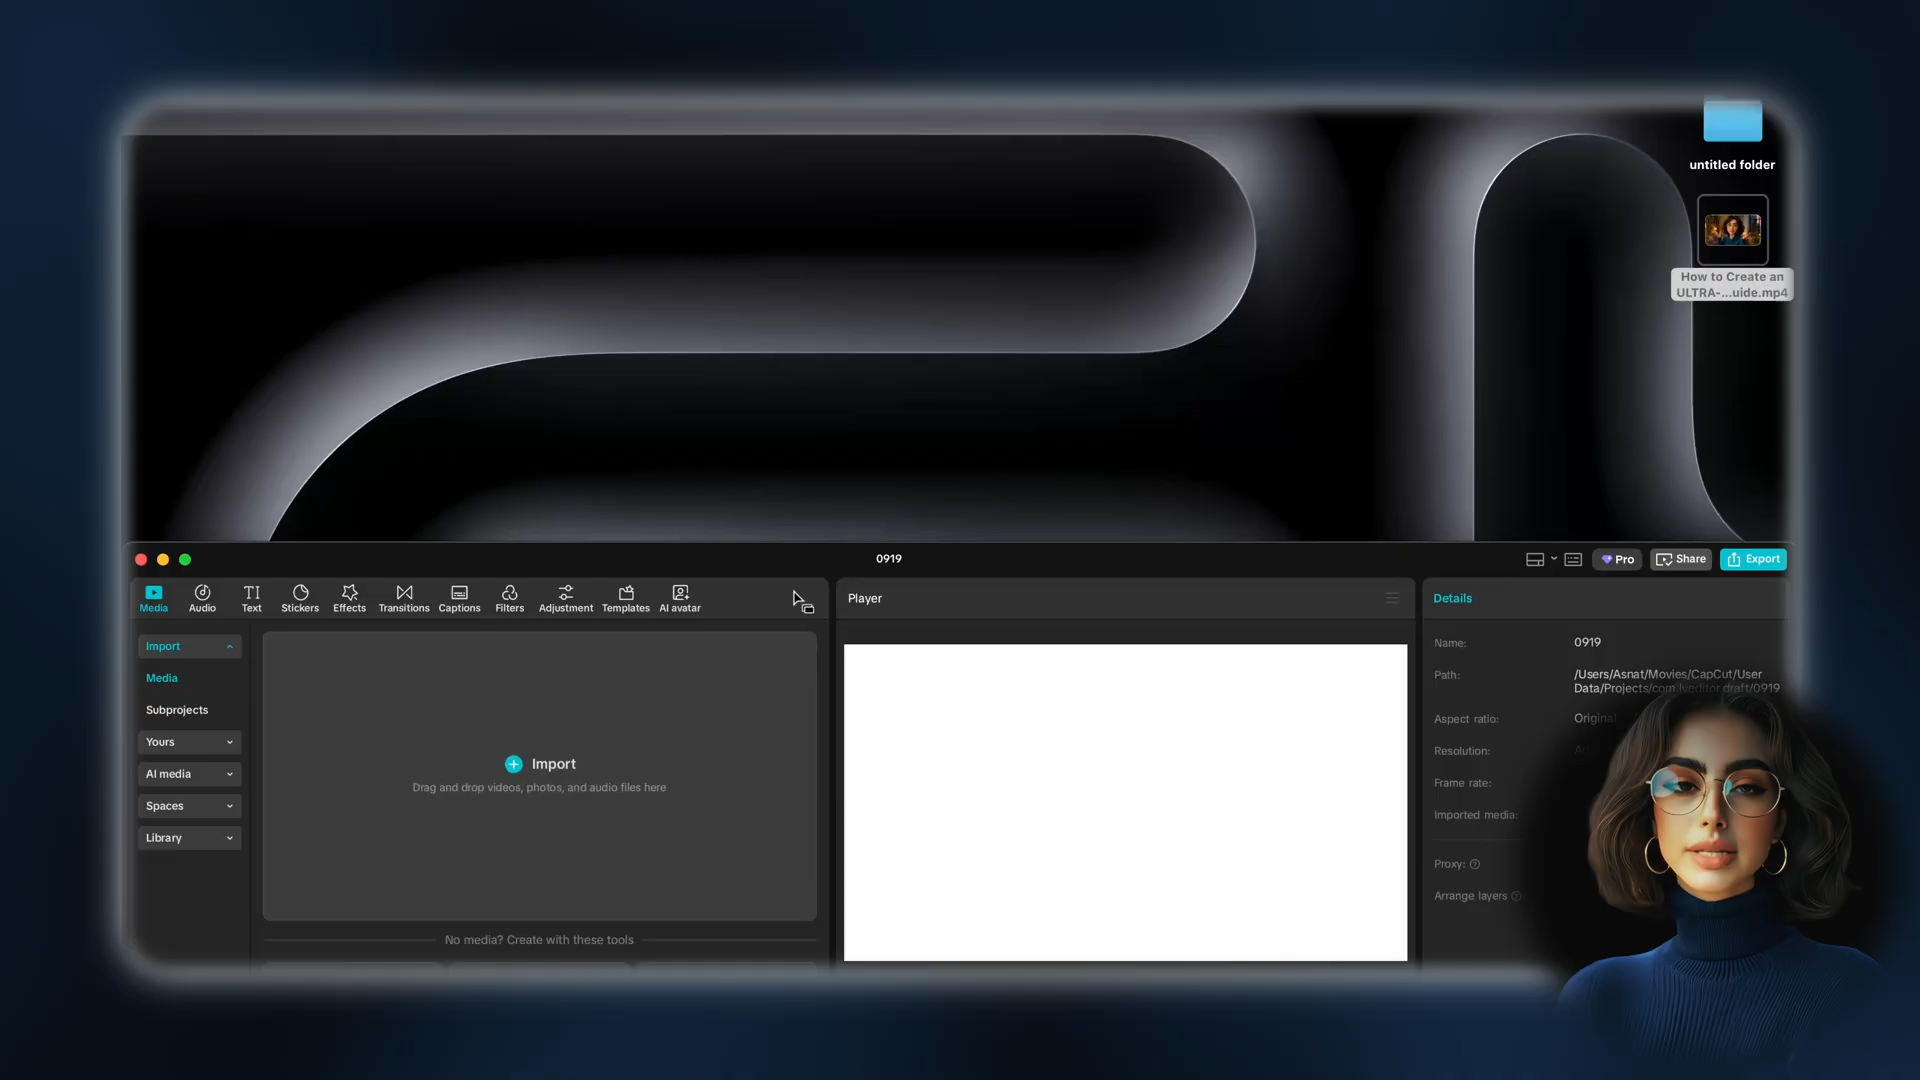 untitled folder
How to Create an
ULTRA-...uide.mp4
0919
Pro
Share
Export
Media
Audio
TI
Text
Stickers
Effects
Transitions
Captions
Filters
Adjustment
Templates
AI avatar
Player
Details
Import
Media
Subprojects
Yours
AI media
Spaces
Library
Import
Drag and drop videos, photos, and audio files here
No media? Create with these tools
Name:
0919
Path:
/Users/Asnat/Movies/CapCut/User
Data/Projects/com.lveditor.draft/0919
Aspect ratio:
Original
Resolution:
Frame rate:
Imported media:
Proxy:
Arrange layers